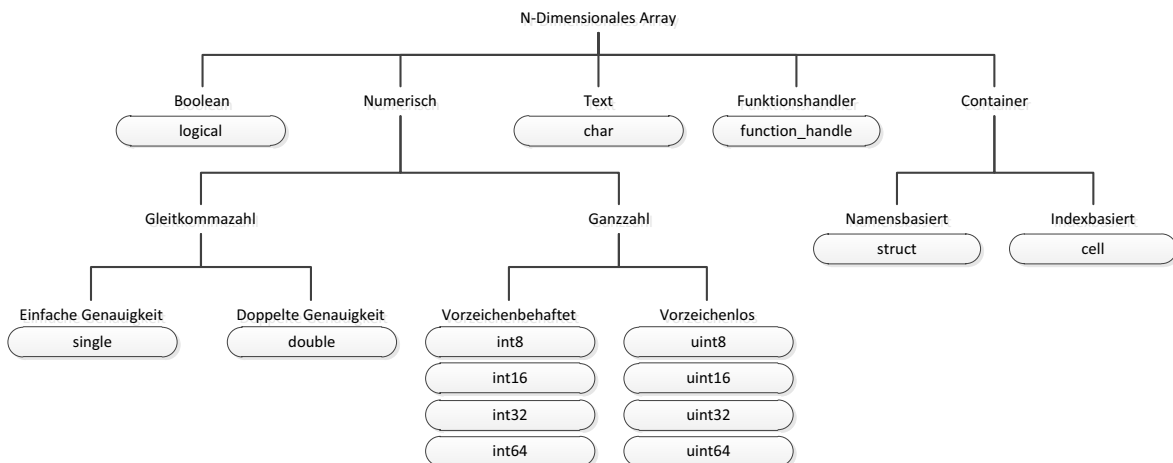 N-Dimensionales Array
Boolean
Numerisch
Text
Funktionshandler
Container
logical
char
function_handle
Gleitkommazahl
Ganzzahl
Namensbasiert
Indexbasiert
struct
cell
Einfache Genauigkeit
Doppelte Genauigkeit
Vorzeichenbehaftet
Vorzeichenlos
single
double
int8
uint8
int16
uint16
int32
uint32
int64
uint64